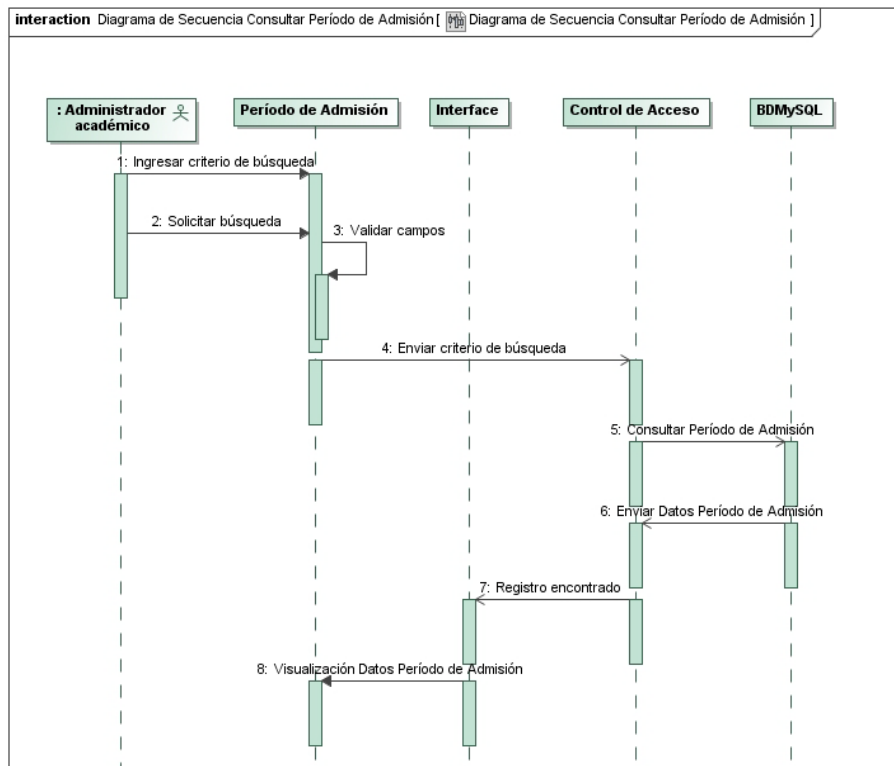 interaction Diagrama de Secuencia Consultar Período de Admisión [ Diagrama de Secuencia Consultar Período de Admisión ]
: Administrador
académico
Período de Admisión
Interface
Control de Acceso
BDMySQL
1: Ingresar criterio de búsqueda
2: Solicitar búsqueda
3: Validar campos
4: Enviar criterio de búsqueda
5: Consultar Período de Admisión
6: Enviar Datos Período de Admisión
7: Registro encontrado
8: Visualización Datos Período de Admisión